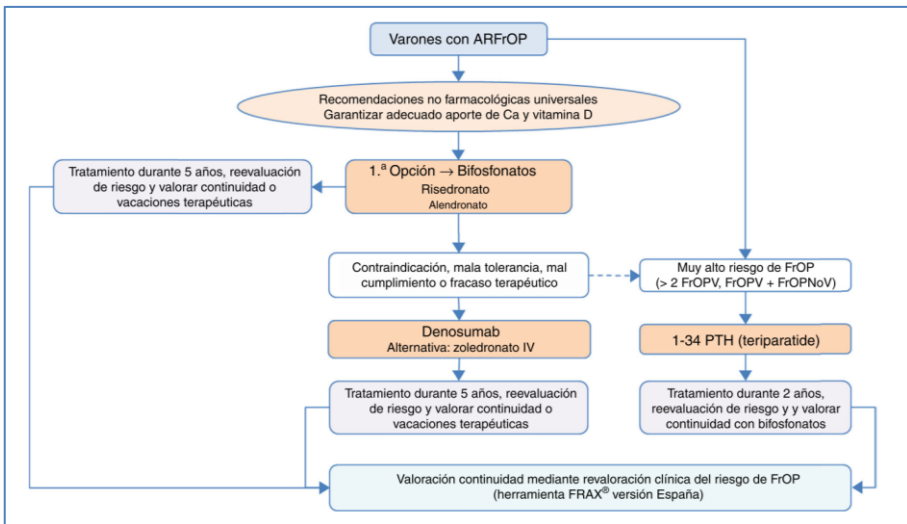 Varones con ARFrOP
Recomendaciones no farmacológicas universales
Garantizar adecuado aporte de Ca y vitamina D
Tratamiento durante 5 años, reevaluación
de riesgo y valorar continuidad o
vacaciones terapéuticas
1.ª Opción → Bifosfonatos
Risedronato
Alendronato
Contraindicación, mala tolerancia, mal
cumplimiento o fracaso terapéutico
Muy alto riesgo de FrOP
(> 2 FrOPV, FrOPV + FrOPNoV)
Denosumab
Alternativa: zoledronato IV
1-34 PTH (teriparatide)
Tratamiento durante 5 años, reevaluación
de riesgo y valorar continuidad o
vacaciones terapéuticas
Tratamiento durante 2 años,
reevaluación de riesgo y y valorar
continuidad con bifosfonatos
Valoración continuidad mediante revaloración clínica del riesgo de FrOP
(herramienta FRAX® versión España)